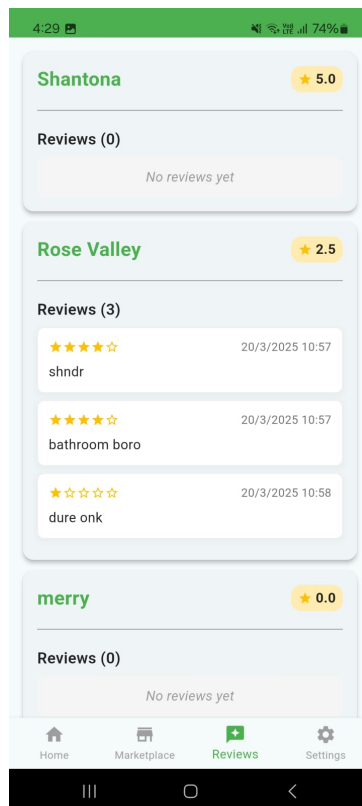 4:29
74%
Shantona
5.0
Reviews (0)
No reviews yet
Rose Valley
2.5
Reviews (3)
20/3/2025 10:57
shndr
20/3/2025 10:57
bathroom boro
20/3/2025 10:58
dure onk
merry
0.0
Reviews (0)
No reviews yet
Home Marketplace Reviews Settings